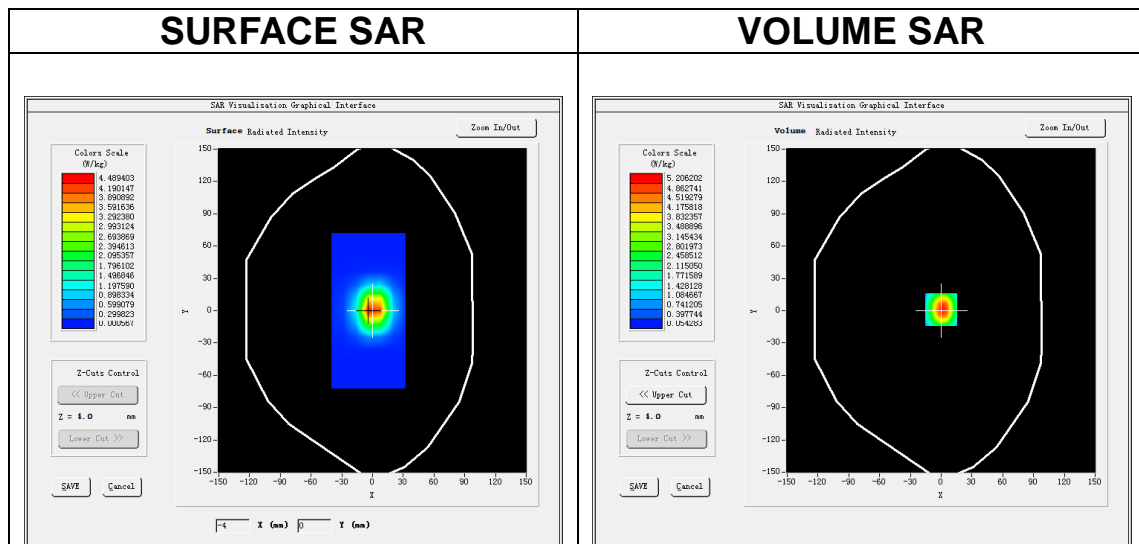 SURFACE SAR
SAR Visualisation Graphical Interface
Surface Radiated Intensity
Zoom In/Out
Colors Scale
(W/kg)
4.489403
4.190147
3.890892
3.591636
3.292380
2.993124
2.693869
2.394613
2.095357
1.796102
1.496846
1.197590
0.898334
0.599079
0.299823
0.000567
Z-Cuts Control
<< Upper Cut
Z = 4.0 mm
Lower Cut >>
SAVE Cancel
150
120
90
60
30
0
-30
-60
-90
-120
-150
Y
-150 -120 -90 -60 -30 0 30 60 90 120 150
X
-4 X (mm) 0 Y (mm)
VOLUME SAR
SAR Visualisation Graphical Interface
Volume Radiated Intensity
Zoom In/Out
Colors Scale
(W/kg)
5.206202
4.862741
4.519279
4.175818
3.832357
3.488896
3.145434
2.801973
2.458512
2.115050
1.771589
1.428128
1.084667
0.741205
0.397744
0.054283
Z-Cuts Control
<< Upper Cut
Z = 4.0 mm
Lower Cut >>
SAVE Cancel
150
120
90
60
30
0
-30
-60
-90
-120
-150
Y
-150 -120 -90 -60 -30 0 30 60 90 120 150
X